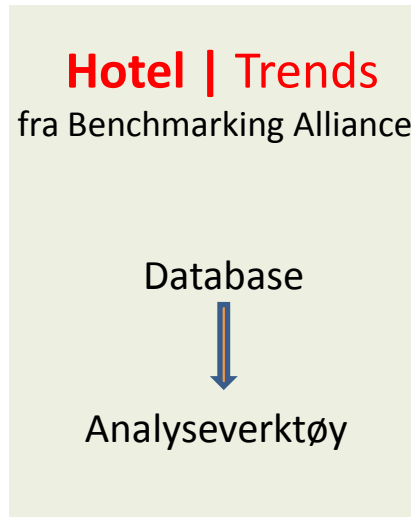 Hotel | Trends
fra Benchmarking Alliance
Database
Analyseverktøy